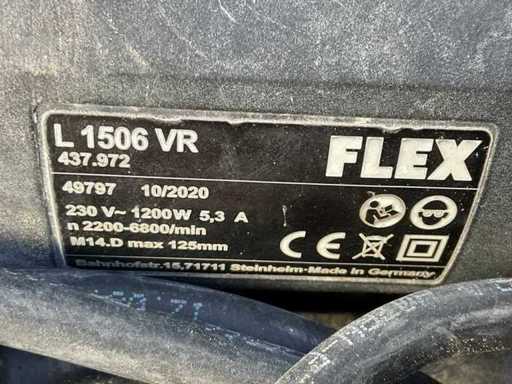 L 1506 VR
437.972
FLEX
49797 10/2020
230 V~ 1200W 5,3 A
n 2200-6800/min
M14.D max 125mm
CE
Bahnhofstr.15,71711 Steinheim-Made in Germany